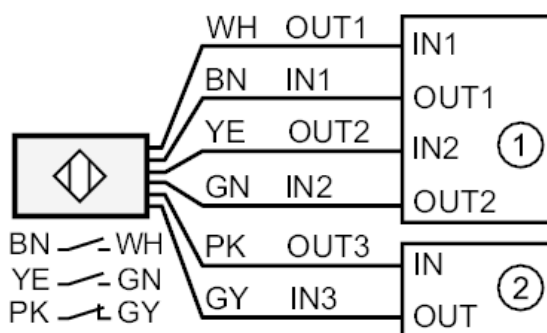 WH OUT1 IN1
BN IN1 OUT1
YE OUT2 IN2 1
GN IN2 OUT2
BN WH
PK OUT3 IN
YE GN
2
PK GY
GY IN3 OUT